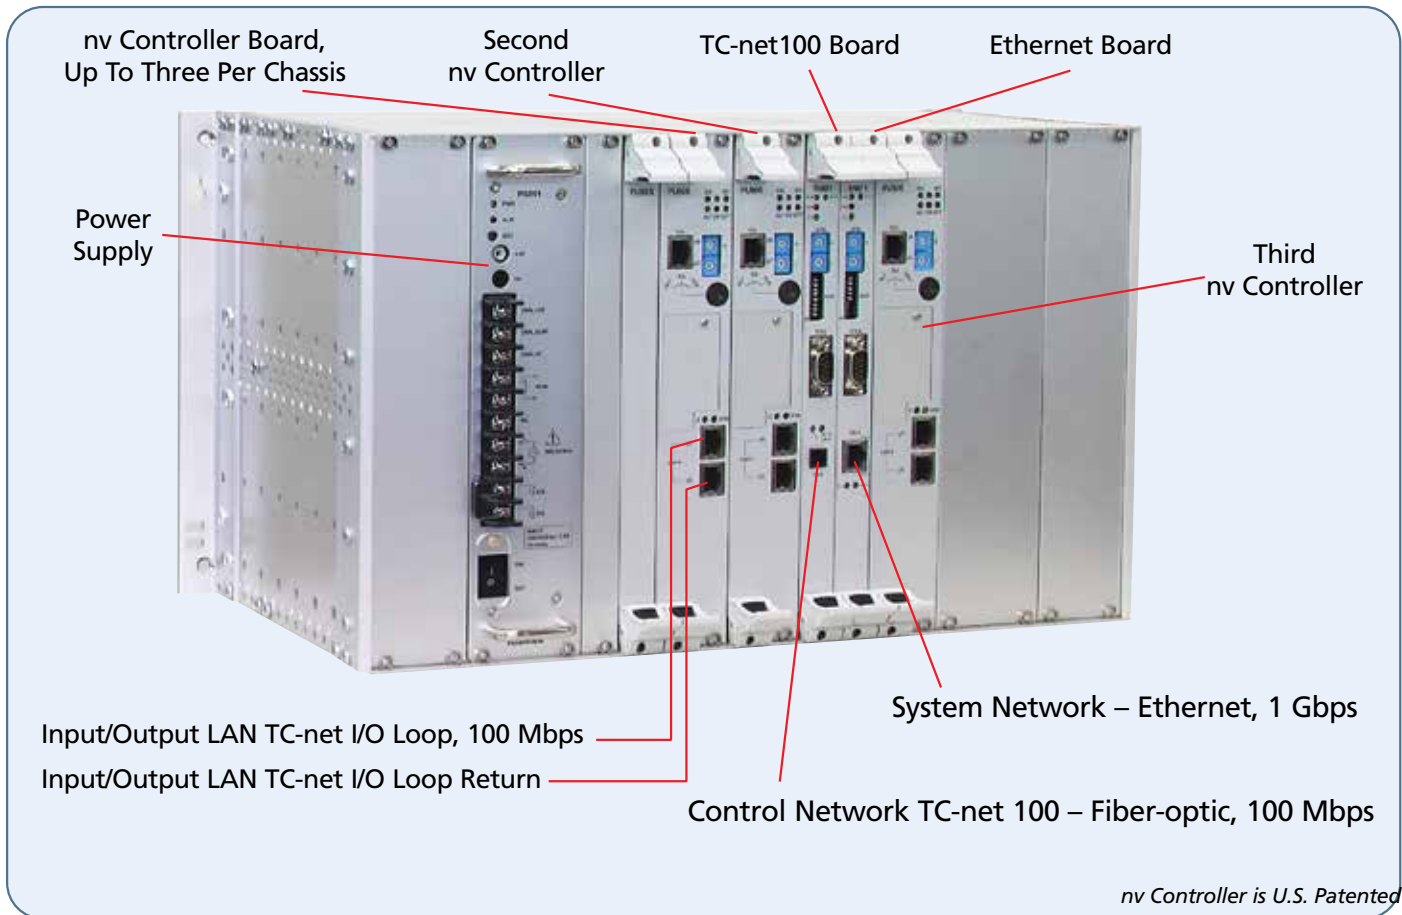 nv Controller Board,
Up To Three Per Chassis
Second
nv Controller
TC-net100 Board
Ethernet Board
Power
Supply
Third
nv Controller
System Network – Ethernet, 1 Gbps
Input/Output LAN TC-net I/O Loop, 100 Mbps
Input/Output LAN TC-net I/O Loop Return
Control Network TC-net 100 – Fiber-optic, 100 Mbps
nv Controller is U.S. Patented